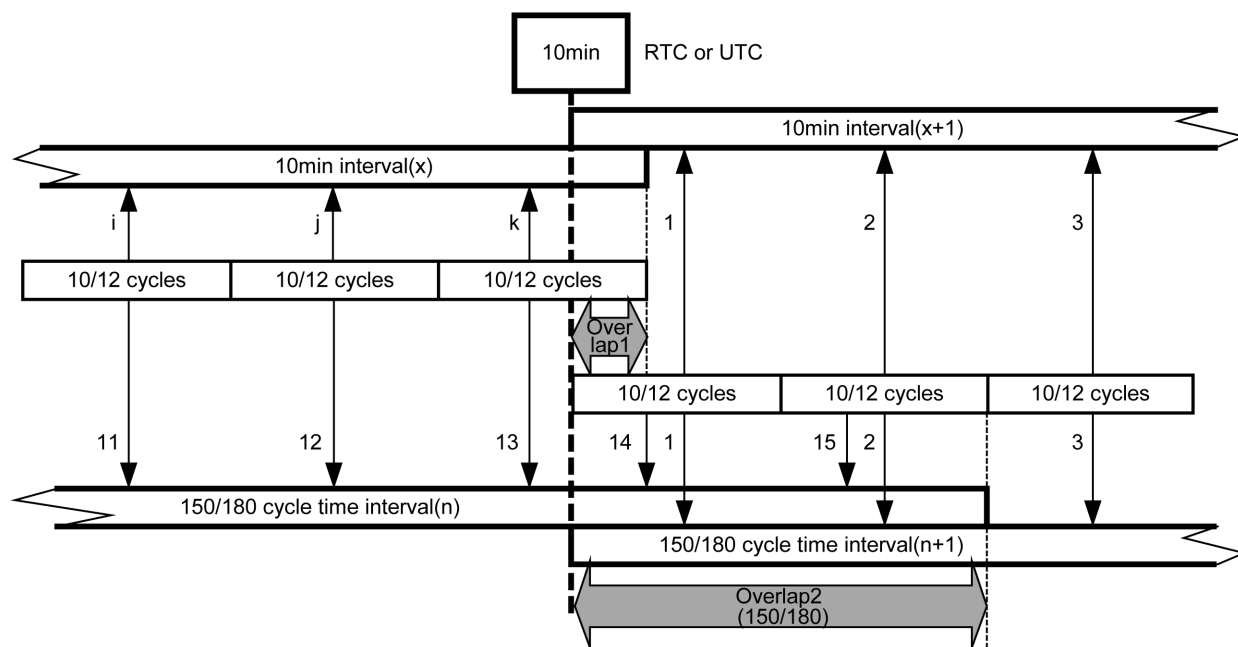 10min
RTC or UTC
10min interval(x+1)
10min interval(x)
i
j
k
1
2
3
10/12 cycles
10/12 cycles
10/12 cycles
Over
lap1
10/12 cycles
10/12 cycles
10/12 cycles
11
12
13
14
1
15
2
3
150/180 cycle time interval(n)
150/180 cycle time interval(n+1)
Overlap2
(150/180)